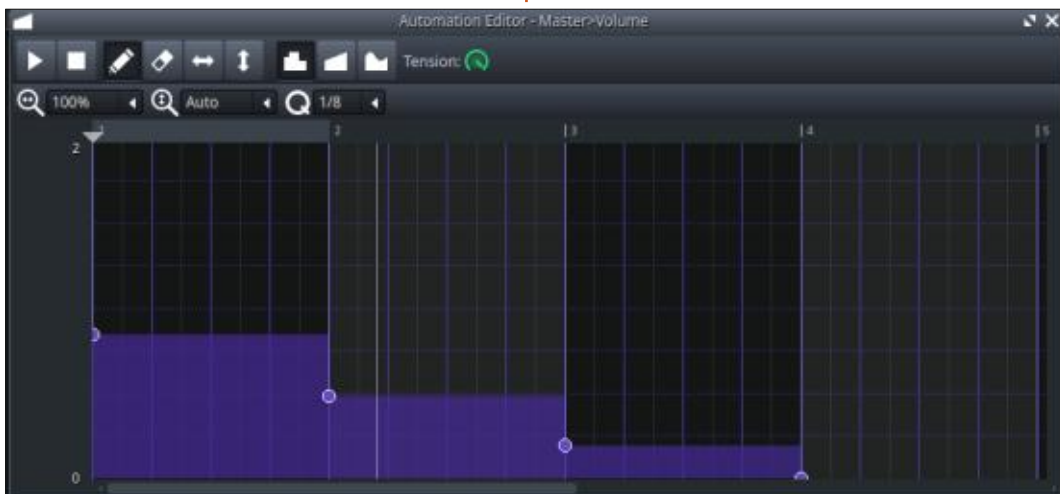 Automation Editor - Master>Volume
Tension:
100% Auto Q 1/8
1 2 3 4 5
2
0